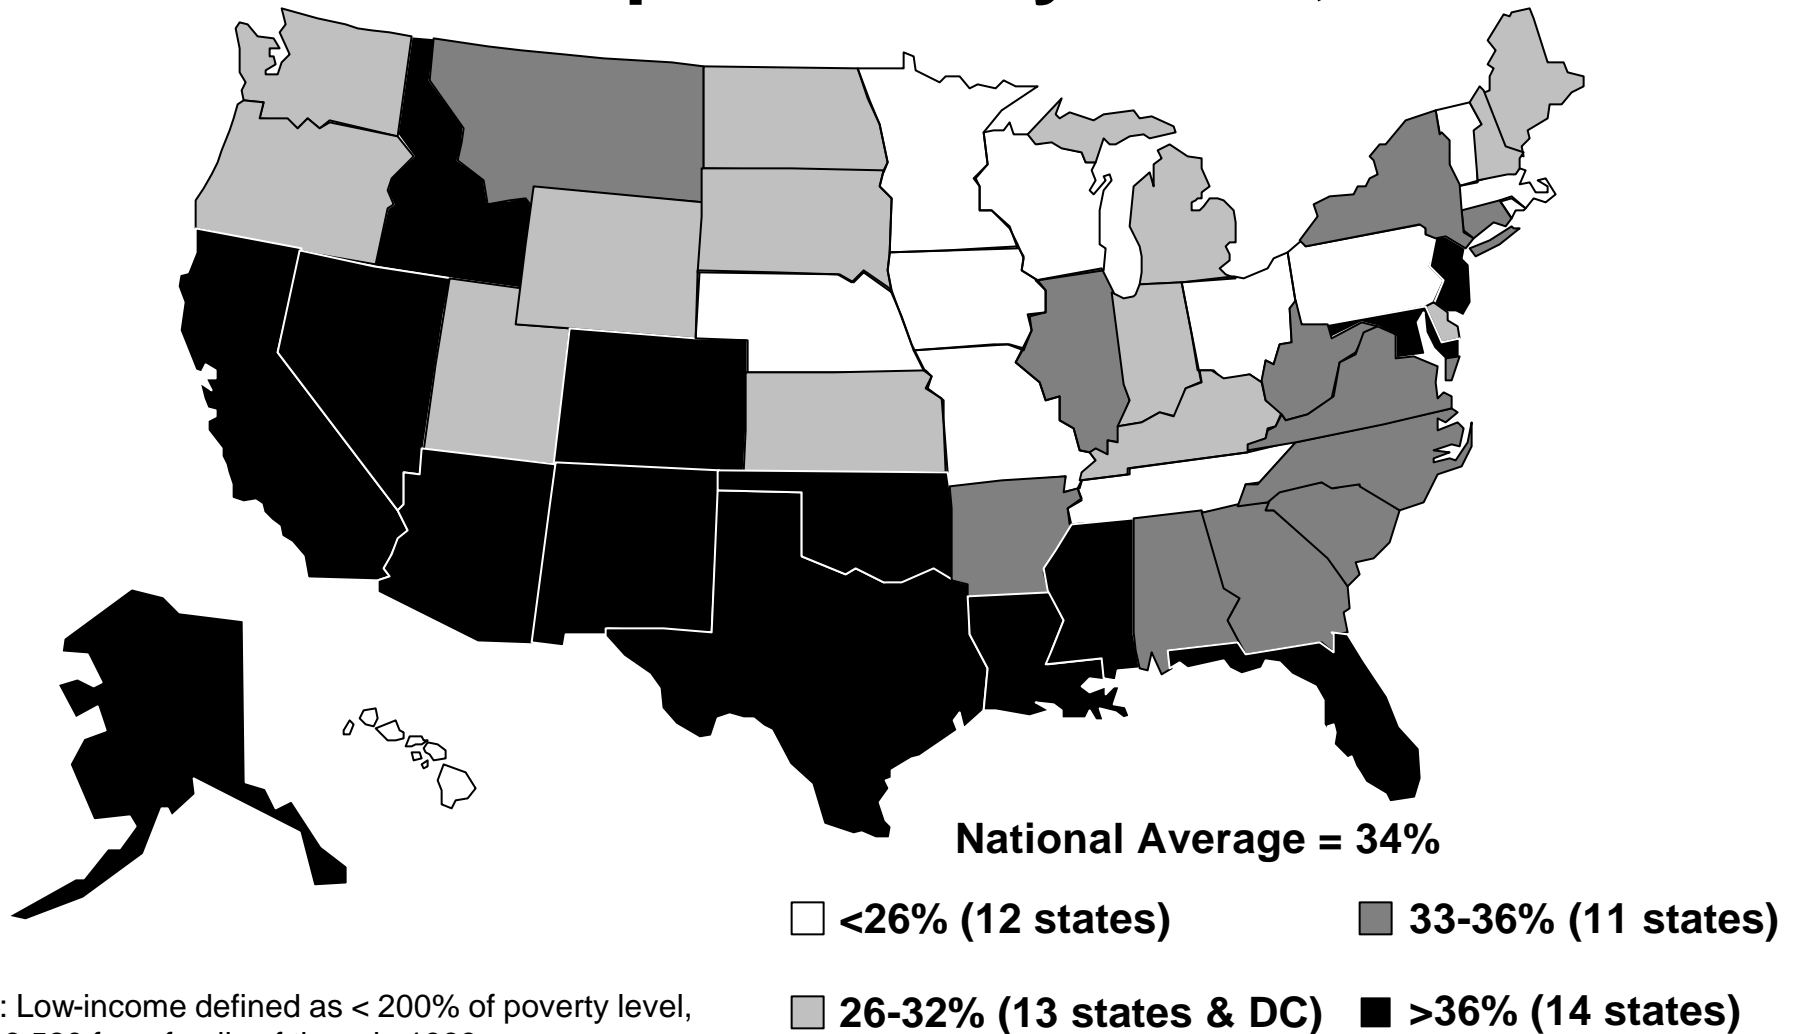 National Average = 34%
<26% (12 states)
33-36% (11 states)
26-32% (13 states & DC)
>36% (14 states)
: Low-income defined as < 200% of poverty level,